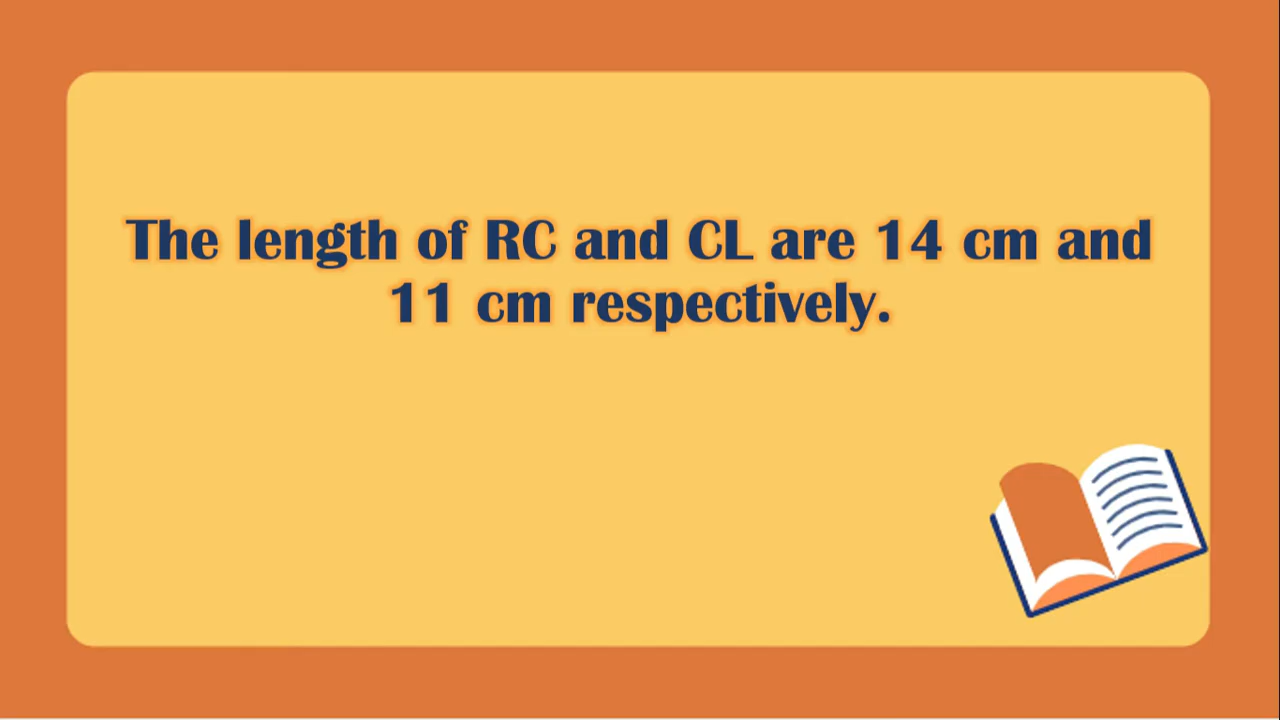 The length of RC and CL are 14 cm and
11 cm respectively.